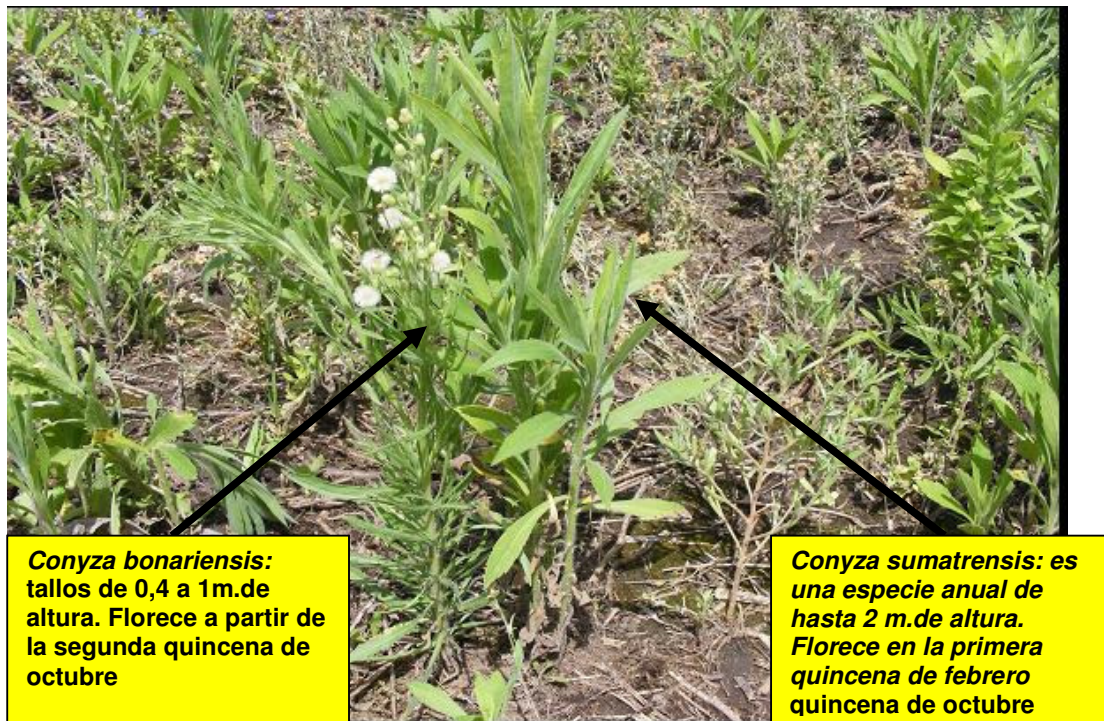 Conyza bonariensis:
tallos de 0,4 a 1m.de
altura. Florece a partir de
la segunda quincena de
octubre
Conyza sumatrensis: es
una especie anual de
hasta 2 m.de altura.
Florece en la primera
quincena de febrero
quincena de octubre